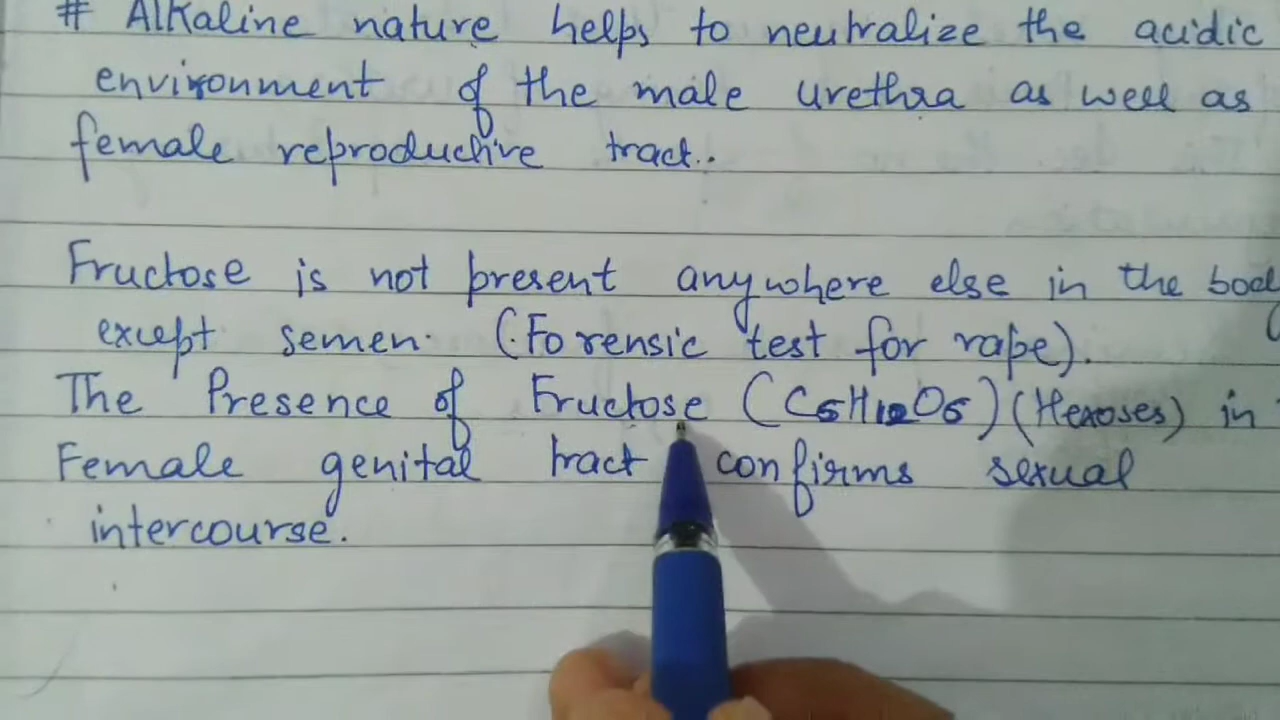 # Alkaline nature helps to neutralize the acidic
environment of the male urethra as well as
female reproductive tract..
Fructose is not present anywhere else in the body
except semen. (Forensic test for rape).
The Presence of Fructose (C6H12O6) (Hexoses) in
Female genital tract confirms sexual
intercourse.